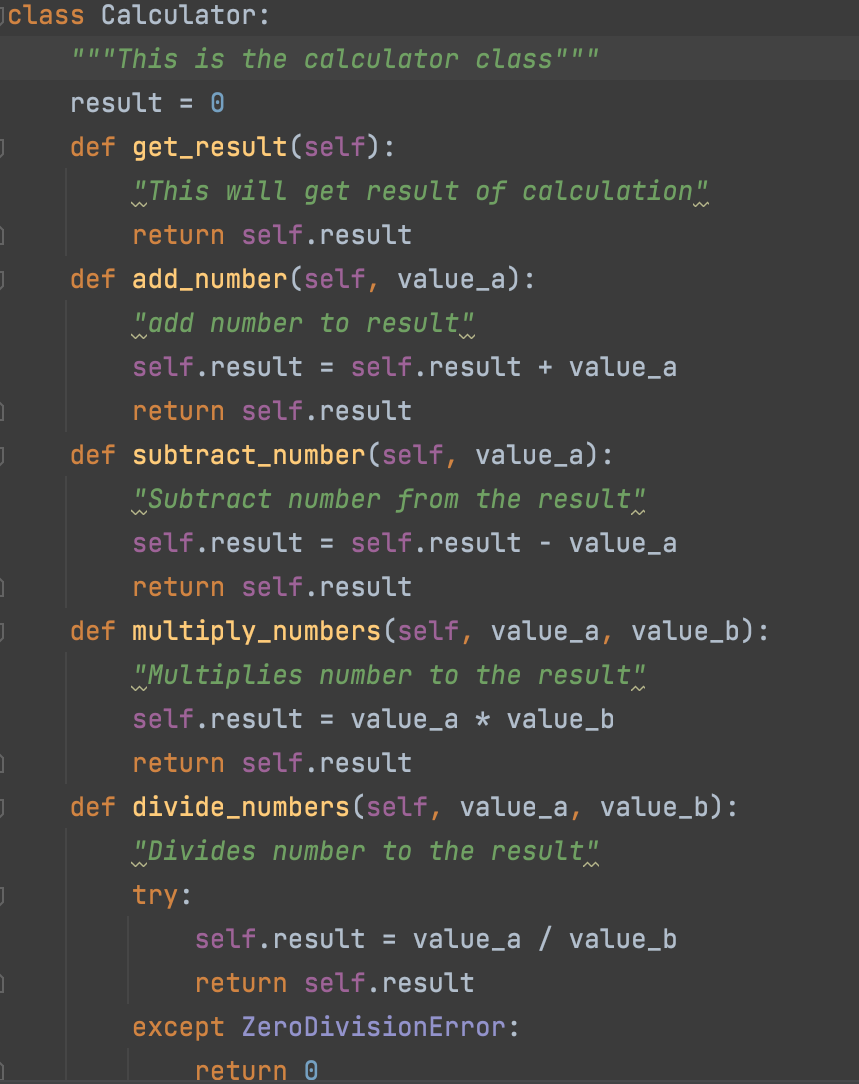 class Calculator:
    """This is the calculator class"""
    result = 0
    def get_result(self):
        "This will get result of calculation"
        return self.result
    def add_number(self, value_a):
        "add number to result"
        self.result = self.result + value_a
        return self.result
    def subtract_number(self, value_a):
        "Subtract number from the result"
        self.result = self.result - value_a
        return self.result
    def multiply_numbers(self, value_a, value_b):
        "Multiplies number to the result"
        self.result = value_a * value_b
        return self.result
    def divide_numbers(self, value_a, value_b):
        "Divides number to the result"
        try:
            self.result = value_a / value_b
            return self.result
        except ZeroDivisionError:
            return 0